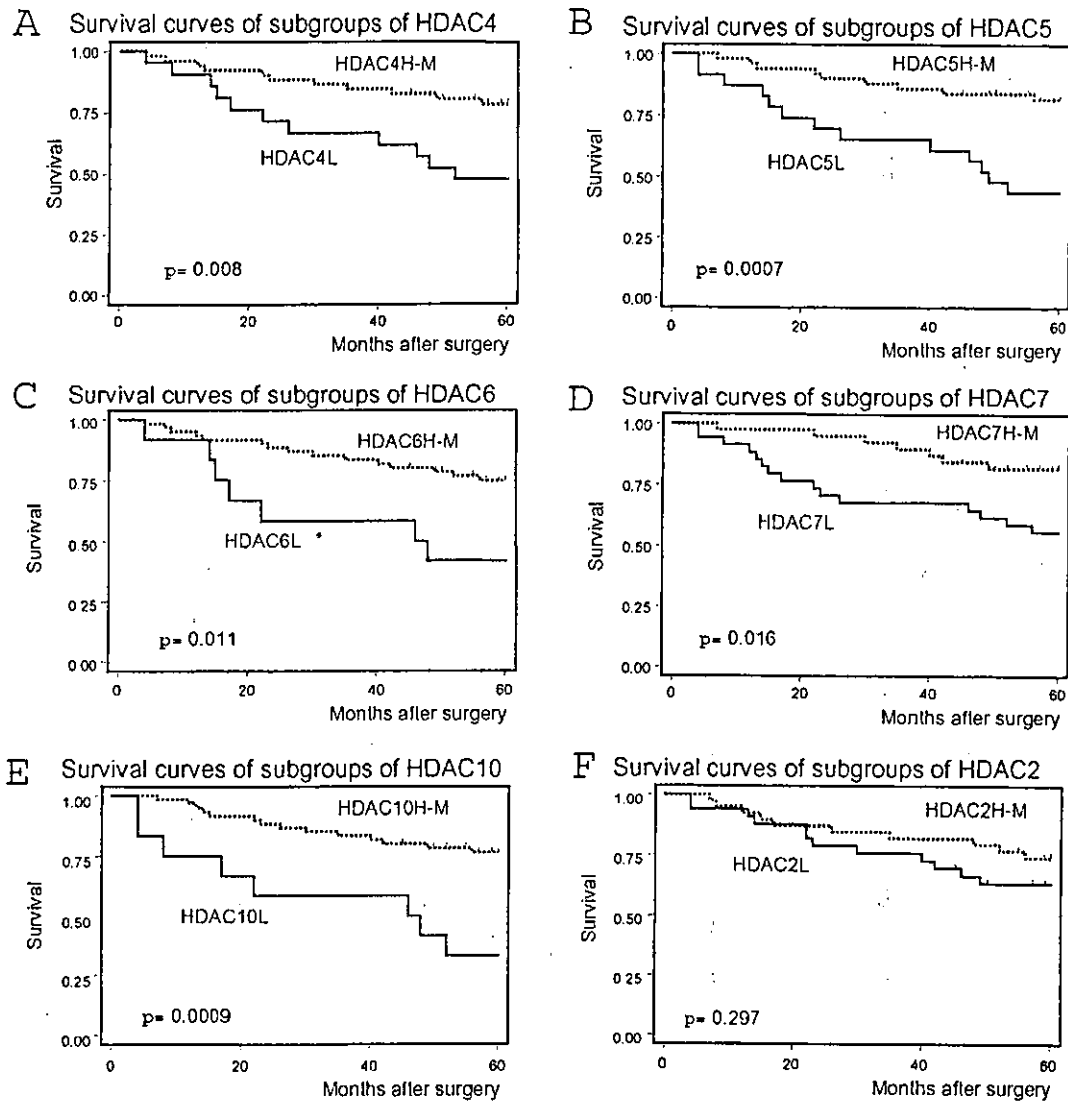 A Survival curves of subgroups of HDAC4
1.00
0.75
0.50
0.25
0.00
Survival
HDAC4H-M
HDAC4L
p= 0.008
0 20 40 60
Months after surgery
B Survival curves of subgroups of HDAC5
1.00
0.75
0.50
0.25
0.00
Survival
HDAC5H-M
HDAC5L
p= 0.0007
0 20 40 60
Months after surgery
C Survival curves of subgroups of HDAC6
1.00
0.75
0.50
0 25
0.00
Survival
HDAC6H-M
HDAC6L
p= 0.011
0 20 40 60
Months after surgery
D Survival curves of subgroups of HDAC7
1.00
0.75
0.50
0.25
0.00
Survival
HDAC7H-M
HDAC7L
p= 0.016
0 20 40 60
Months after surgery
E Survival curves of subgroups of HDAC10
1.00
0.75
0.50
0.25
0.00
Survival
HDAC10H-M
HDAC10L
p= 0.0009
0 20 40 60
Months after surgery
F Survival curves of subgroups of HDAC2
1.00
0.75
0.50
0.25
0.00
Survival
HDAC2H-M
HDAC2L
p= 0.297
0 20 40 60
Months after surgery